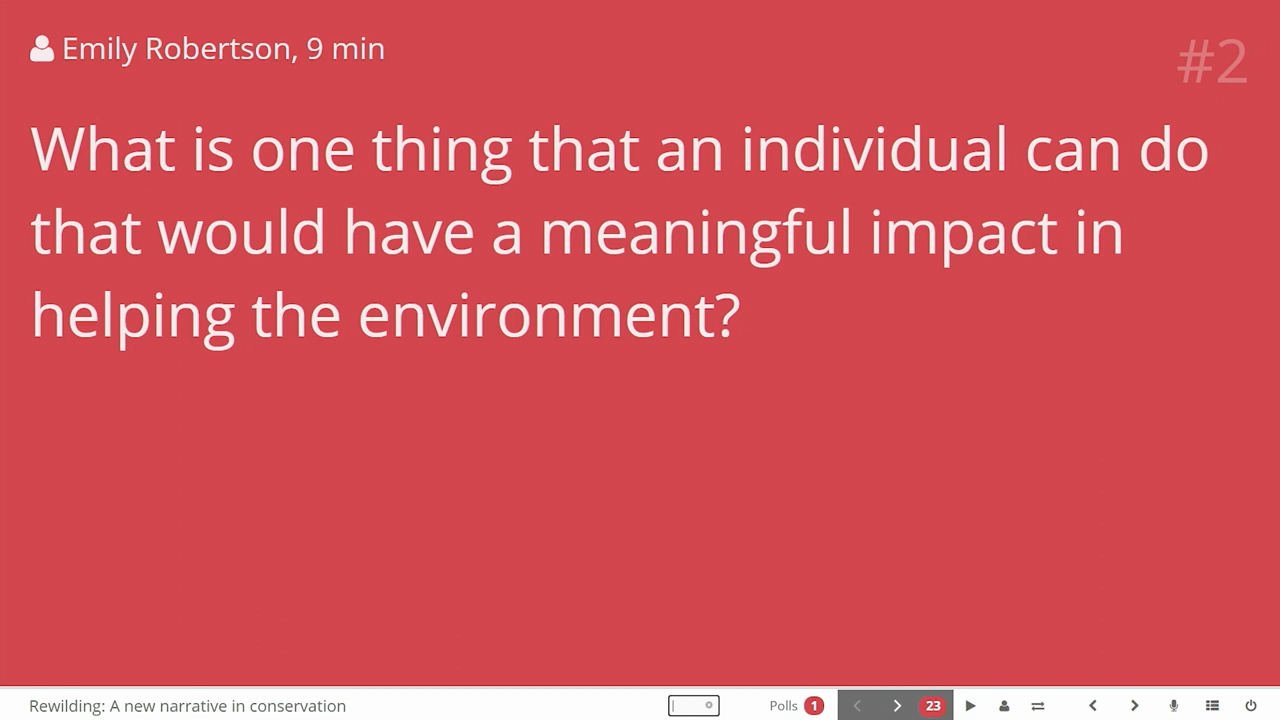 Emily Robertson, 9 min
#2
What is one thing that an individual can do
that would have a meaningful impact in
helping the environment?
Rewilding: A new narrative in conservation
Polls 1
23